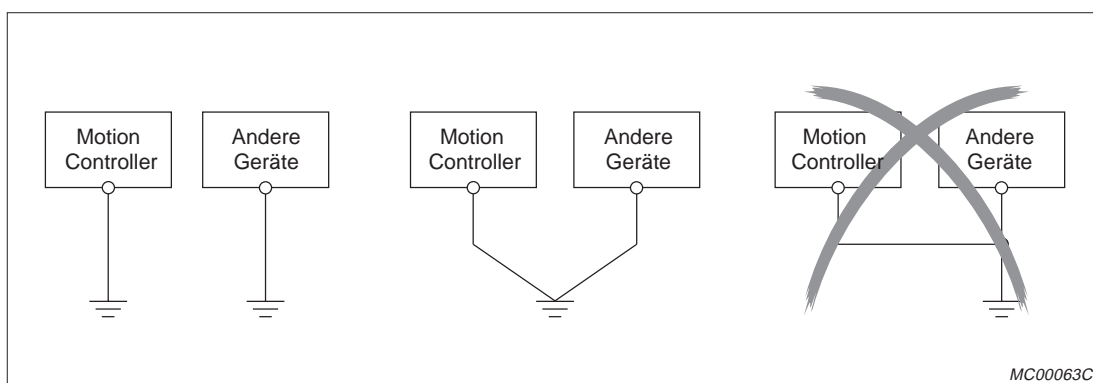 Motion
Controller
Andere
Geräte
Motion
Controller
Andere
Geräte
Motion
Controller
Andere
Geräte
MC00063C